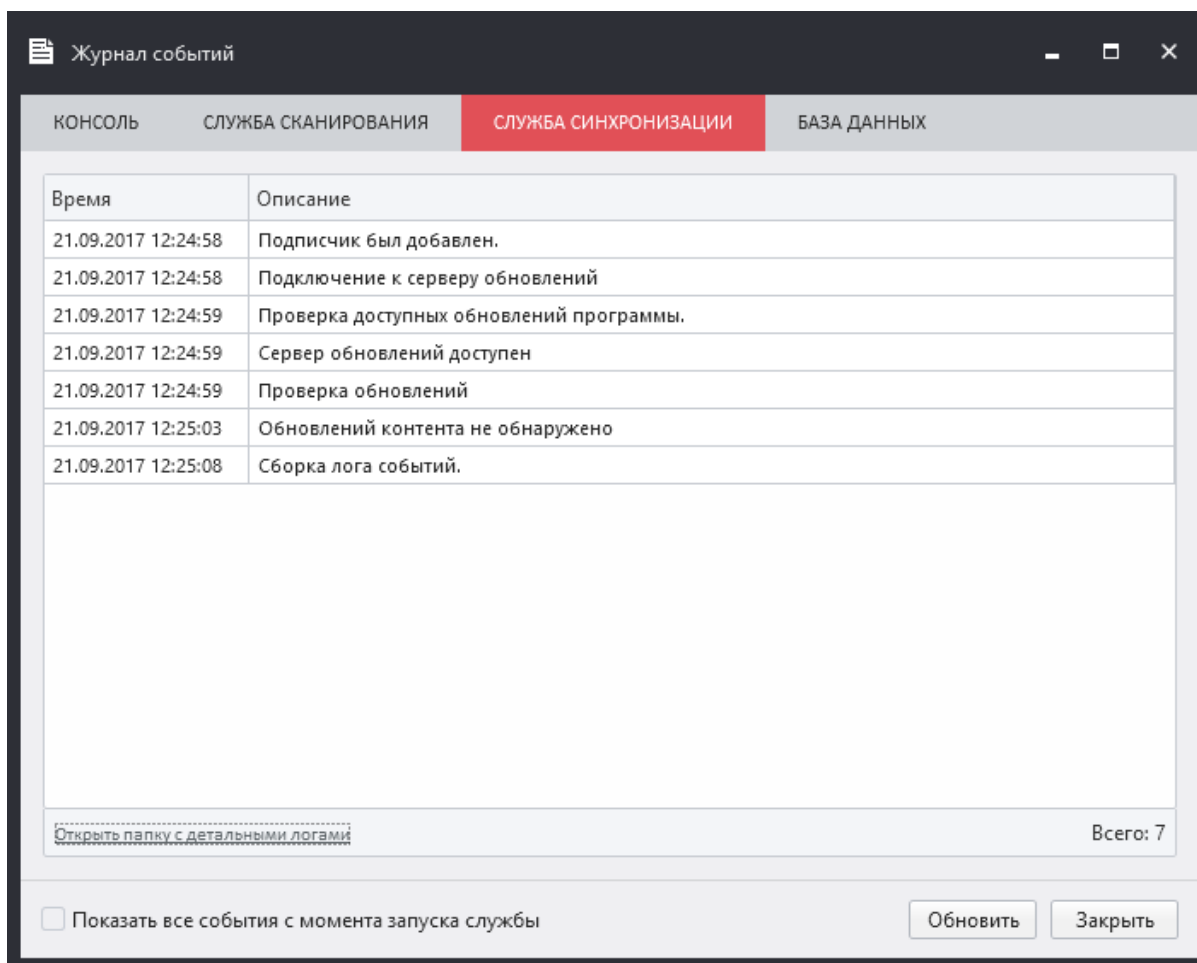 Журнал событий
КОНСОЛЬ СЛУЖБА СКАНИРОВАНИЯ СЛУЖБА СИНХРОНИЗАЦИИ БАЗА ДАННЫХ
Время Описание
21.09.2017 12:24:58 Подписчик был добавлен.
21.09.2017 12:24:58 Подключение к серверу обновлений
21.09.2017 12:24:59 Проверка доступных обновлений программы.
21.09.2017 12:24:59 Сервер обновлений доступен
21.09.2017 12:24:59 Проверка обновлений
21.09.2017 12:25:03 Обновлений контента не обнаружено
21.09.2017 12:25:08 Сборка лога событий.
Открыть папку с детальными логами Всего: 7
Показать все события с момента запуска службы Обновить Закрыть